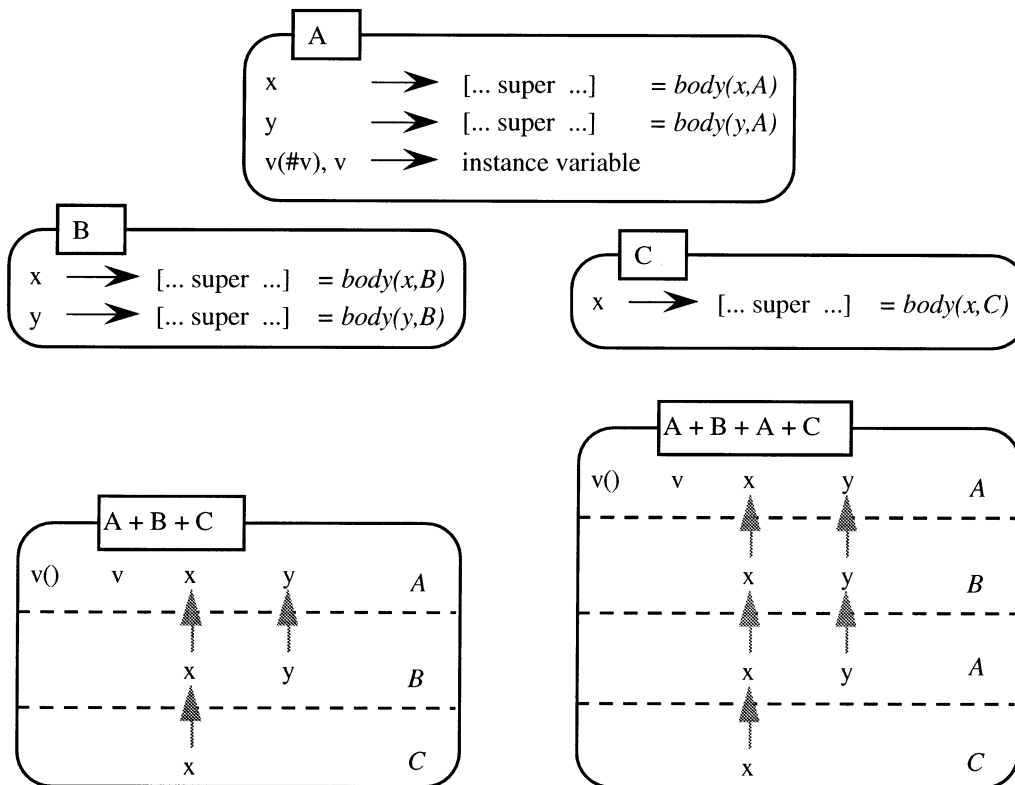 A
x [... super ...] = body(x,A)
y [... super ...] = body(y,A)
v(#v), v instance variable
B
x [... super ...] = body(x,B)
y [... super ...] = body(y,B)
C
x [... super ...] = body(x,C)
A + B + C
v() v x y A
x y B
x C
A + B + A + C
v() v x y A
x y B
x y A
x C